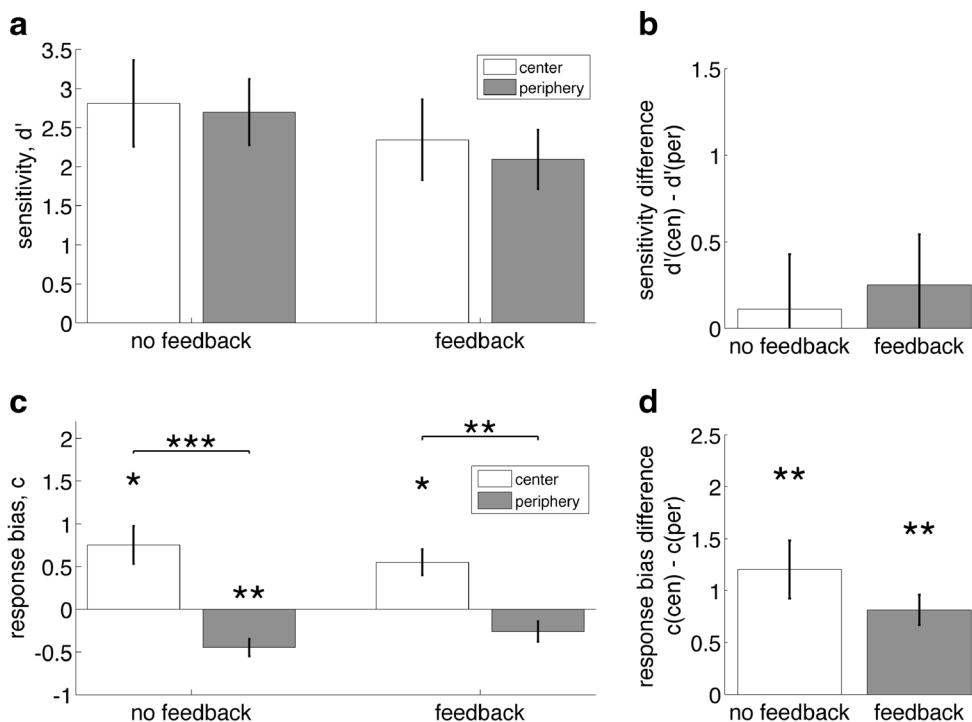 a
sensitivity, d'
3.5
3
2.5
2
1.5
1
0.5
0
center
periphery
no feedback
feedback
b
sensitivity difference
d'(cen) - d'(per)
1.5
1
0.5
0
no feedback
feedback
c
response bias, c
2
1.5
1
0.5
0
-0.5
-1
***
*
**
**
*
center
periphery
no feedback
feedback
d
response bias difference
c(cen) - c(per)
2.5
2
1.5
1
0.5
0
**
**
no feedback
feedback